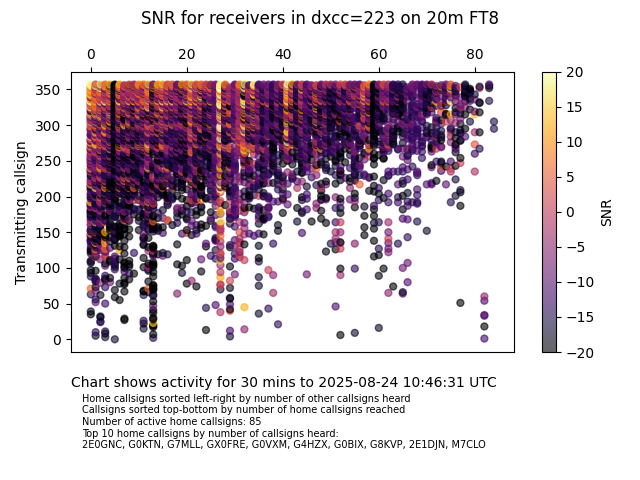 SNR for receivers in dxcc=223 on 20m FT8
0 20 40 60 80
350
300
250
200
150
100
50
0
Transmitting callsign
20
15
10
5
0
−5
−10
−15
−20
SNR
Chart shows activity for 30 mins to 2025-08-24 10:46:31 UTC
Home callsigns sorted left-right by number of other callsigns heard
Callsigns sorted top-bottom by number of home callsigns reached
Number of active home callsigns: 85
Top 10 home callsigns by number of callsigns heard:
2E0GNC, G0KTN, G7MLL, GX0FRE, G0VXM, G4HZX, G0BIX, G8KVP, 2E1DJN, M7CLO